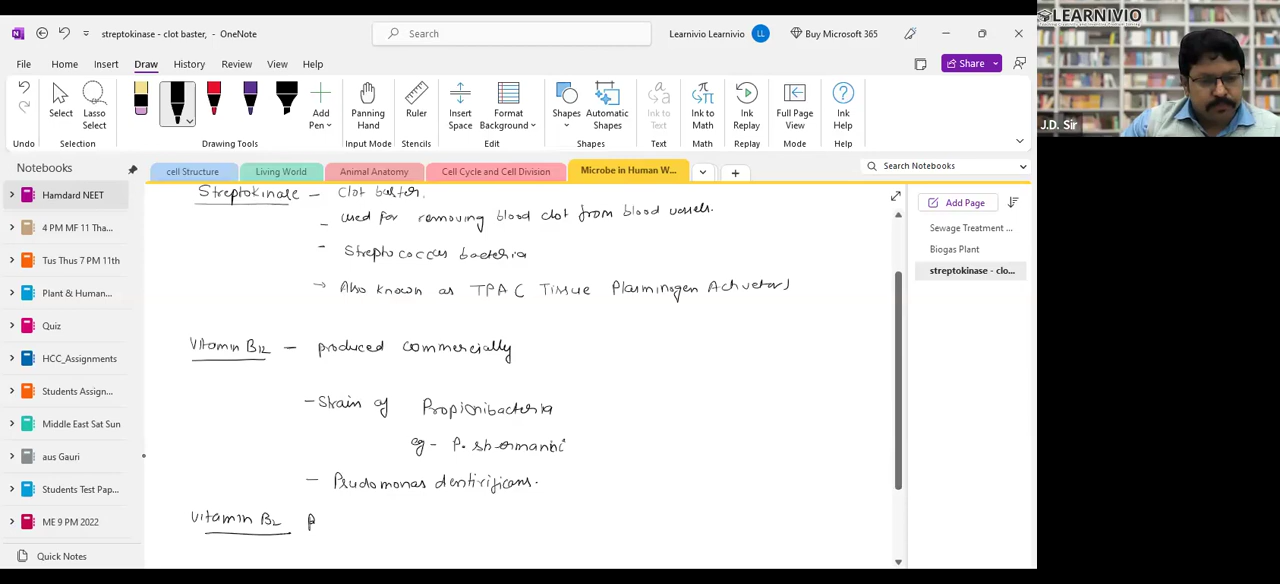 streptokinase - clot baster, - OneNote
Search
Learnivio Learnivio
LL
Buy Microsoft 365
LEARNIVIO
J.D. Sir
File
Home
Insert
Draw
History
Review
View
Help
Share
Undo
Select
Lasso Select
Add Pen
Panning Hand
Ruler
Insert Space
Format Background
Shapes
Automatic Shapes
Ink to Text
Ink to Math
Ink Replay
Full Page View
Ink Help
Undo
Selection
Drawing Tools
Input Mode
Stencils
Edit
Shapes
Text
Math
Replay
Mode
Help
Notebooks
cell Structure
Living World
Animal Anatomy
Cell Cycle and Cell Division
Microbe in Human W...
Search Notebooks
Hamdard NEET
4 PM MF 11 Tha...
Tus Thus 7 PM 11th
Plant & Human...
Quiz
HCC_Assignments
Students Assign...
Middle East Sat Sun
aus Gauri
Students Test Pap...
ME 9 PM 2022
Quick Notes
Streptokinase - Clot baster.
- used for removing blood clot from blood vessels.
- Streptococcus bacteria
→ Also known as TPA ( Tissue Plasminogen Activator)
Vitamin B12 - produced commercially
- Strain of Propionibacteria
eg - P.
-
Vitamin B2 P
Add Page
Sewage Treatment ...
Biogas Plant
streptokinase - clo...